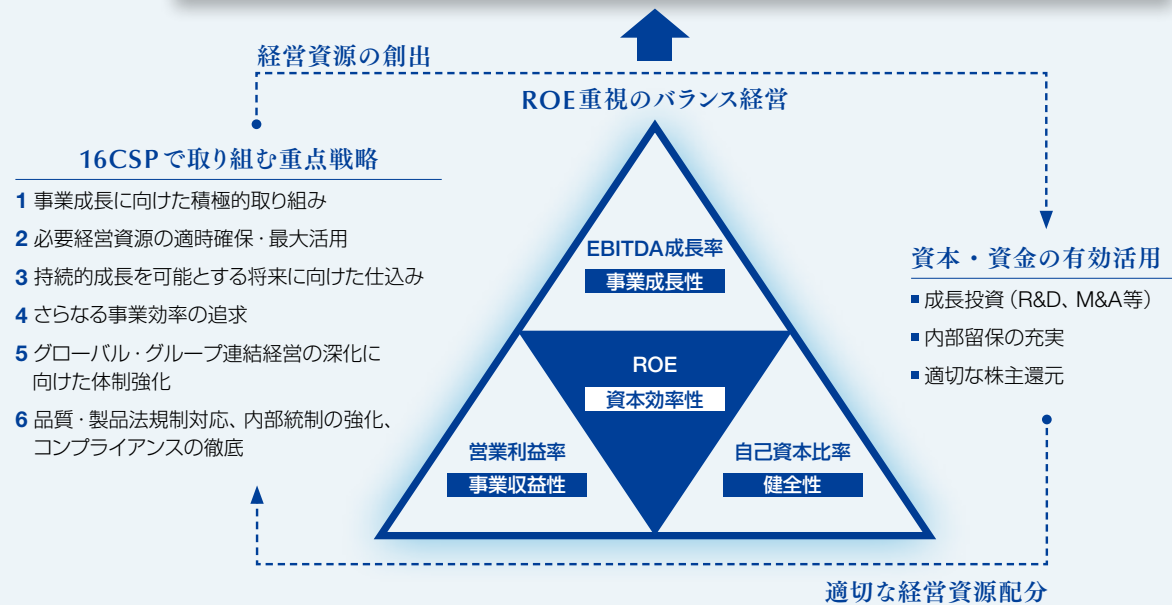 経営資源の創出
ROE重視のバランス経営
16CSPで取り組む重点戦略
1 事業成長に向けた積極的取り組み
2 必要経営資源の適時確保・最大活用
3 持続的成長を可能とする将来に向けた仕込み
4 さらなる事業効率の追求
5 グローバル・グループ連結経営の深化に
向けた体制強化
6 品質・製品法規制対応、内部統制の強化、
コンプライアンスの徹底
EBITDA成長率
事業成長性
ROE
資本効率性
営業利益率
事業収益性
自己資本比率
健全性
資本・資金の有効活用
■ 成長投資（R&D、M&A等）
■ 内部留保の充実
■ 適切な株主還元
適切な経営資源配分